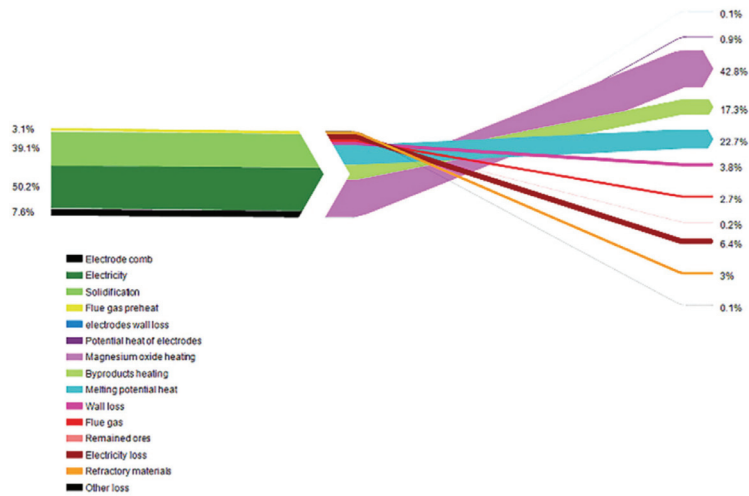 0.1%
0.9%
42.8%
17.3%
22.7%
3.8%
2.7%
0.2%
6.4%
3%
0.1%
3.1%
39.1%
50.2%
7.6%
Electrode comb
Electricity
Solidification
Flue gas preheat
electrodes wall loss
Potential heat of electrodes
Magnesium oxide heating
Byproducts heating
Melting potential heat
Wall loss
Flue gas
Remained ores
Electricity loss
Refractory materials
Other loss